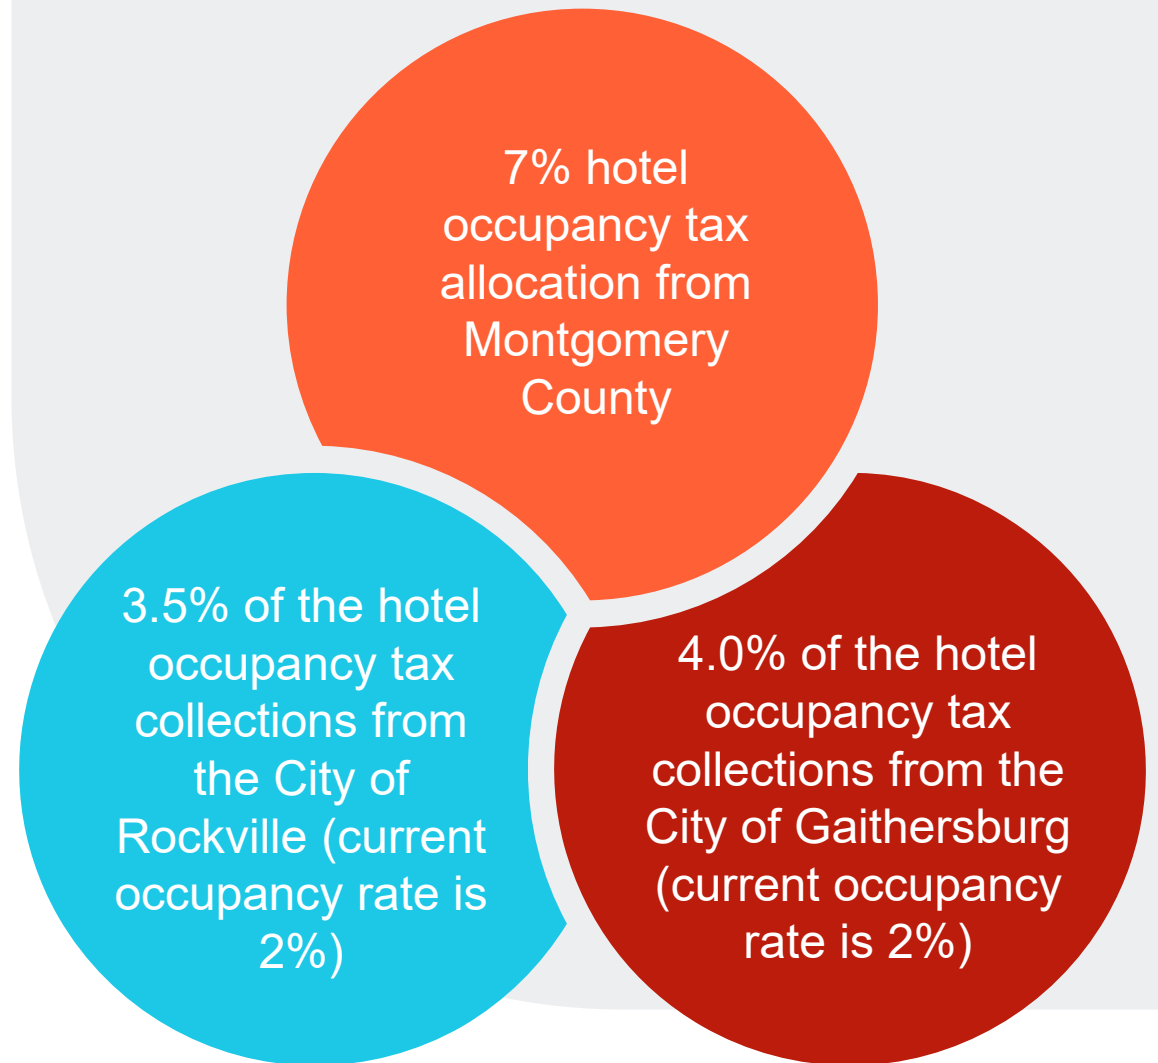 7% hotel
occupancy tax
allocation from
Montgomery
County
3.5% of the hotel
occupancy tax
collections from
the City of
Rockville (current
occupancy rate is
2%)
4.0% of the hotel
occupancy tax
collections from the
City of Gaithersburg
(current occupancy
rate is 2%)